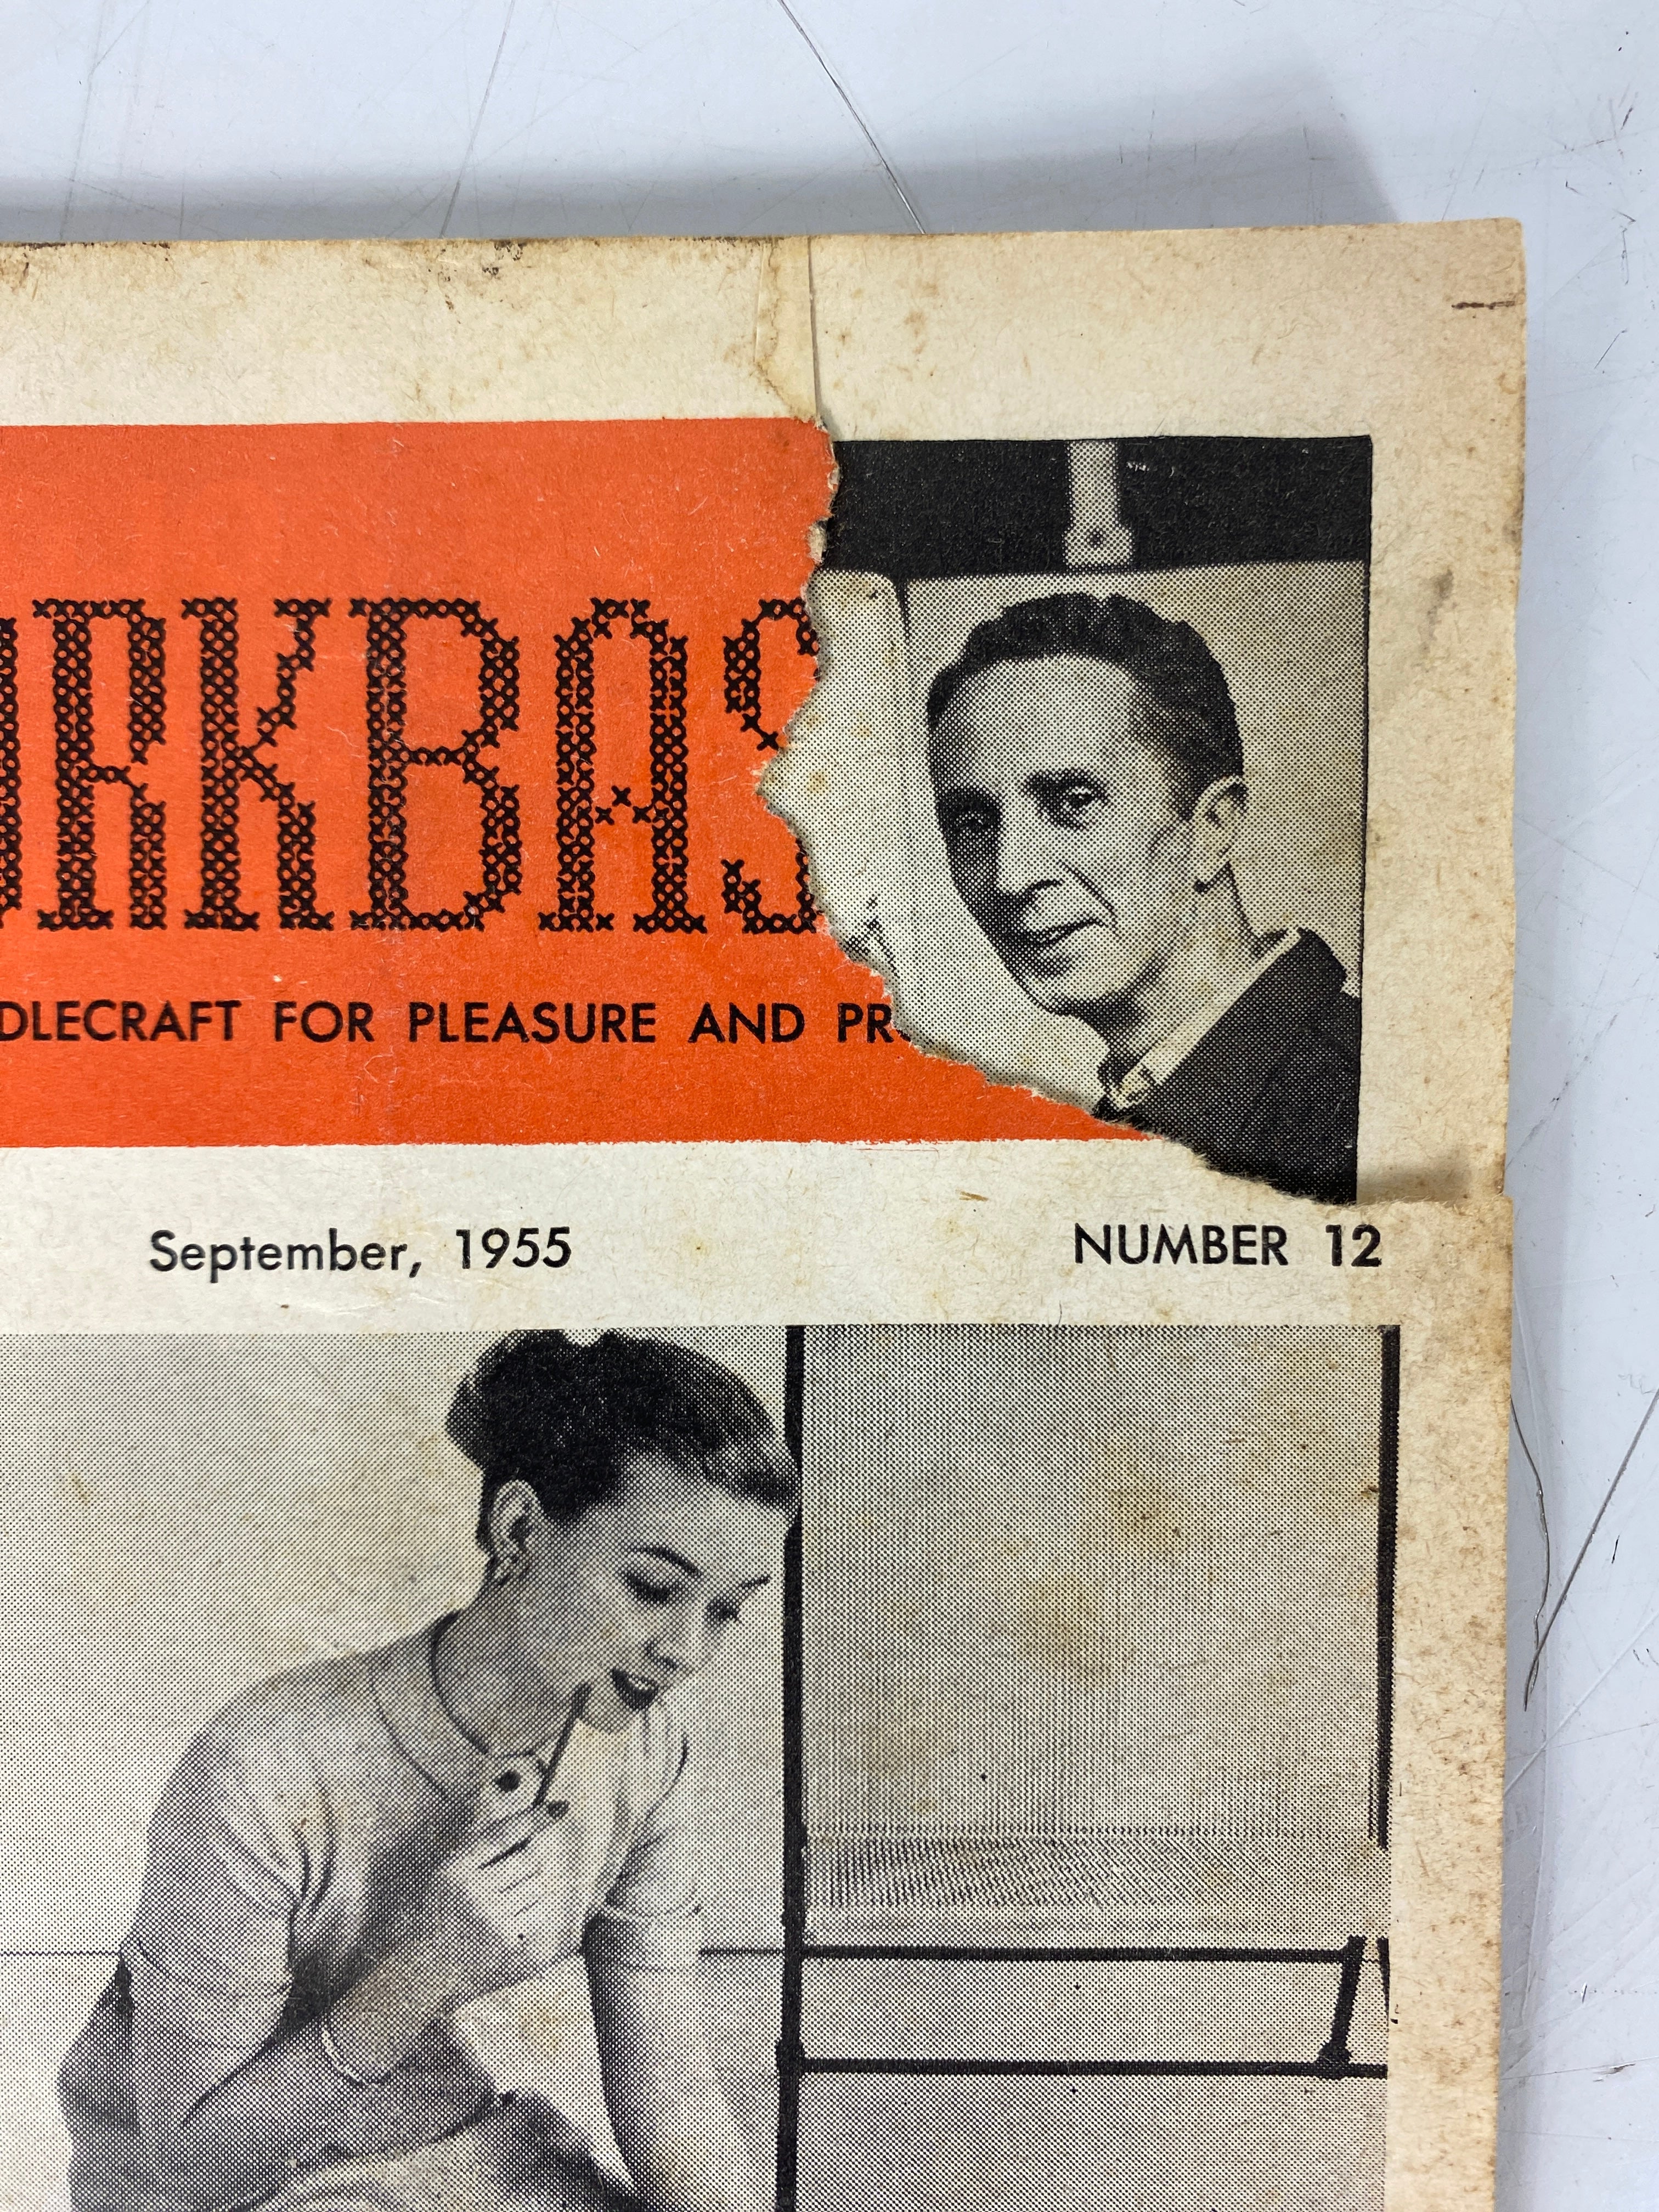 RKBAS
DLECRAFT FOR PLEASURE AND PR
September, 1955
NUMBER 12